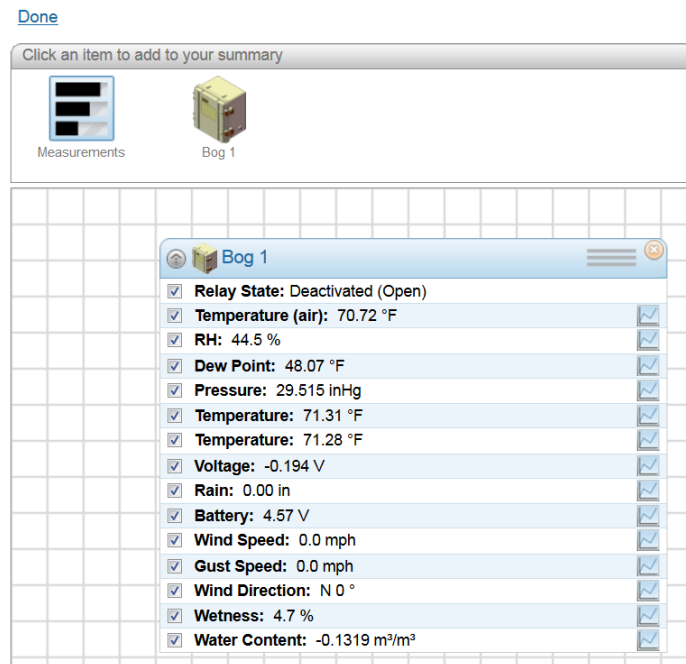 Done
Click an item to add to your summary
Measurements
Bog 1
Bog 1
Relay State: Deactivated (Open)
Temperature (air): 70.72 °F
RH: 44.5 %
Dew Point: 48.07 °F
Pressure: 29.515 inHg
Temperature: 71.31 °F
Temperature: 71.28 °F
Voltage: -0.194 V
Rain: 0.00 in
Battery: 4.57 V
Wind Speed: 0.0 mph
Gust Speed: 0.0 mph
Wind Direction: N 0 °
Wetness: 4.7 %
Water Content: -0.1319 m³/m³